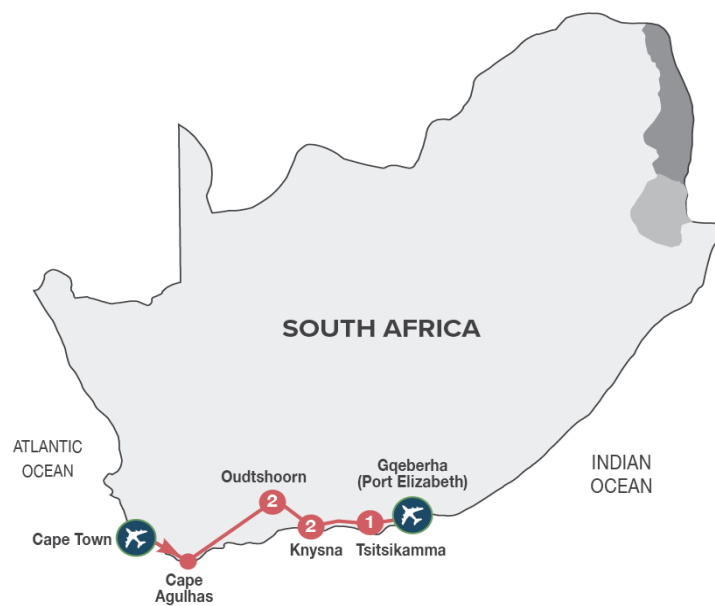 SOUTH AFRICA
ATLANTIC
OCEAN
INDIAN
OCEAN
Gqeberha
(Port Elizabeth)
Oudtshoorn
2
Cape Town
2
1
Knysna
Tsitsikamma
Cape
Agulhas